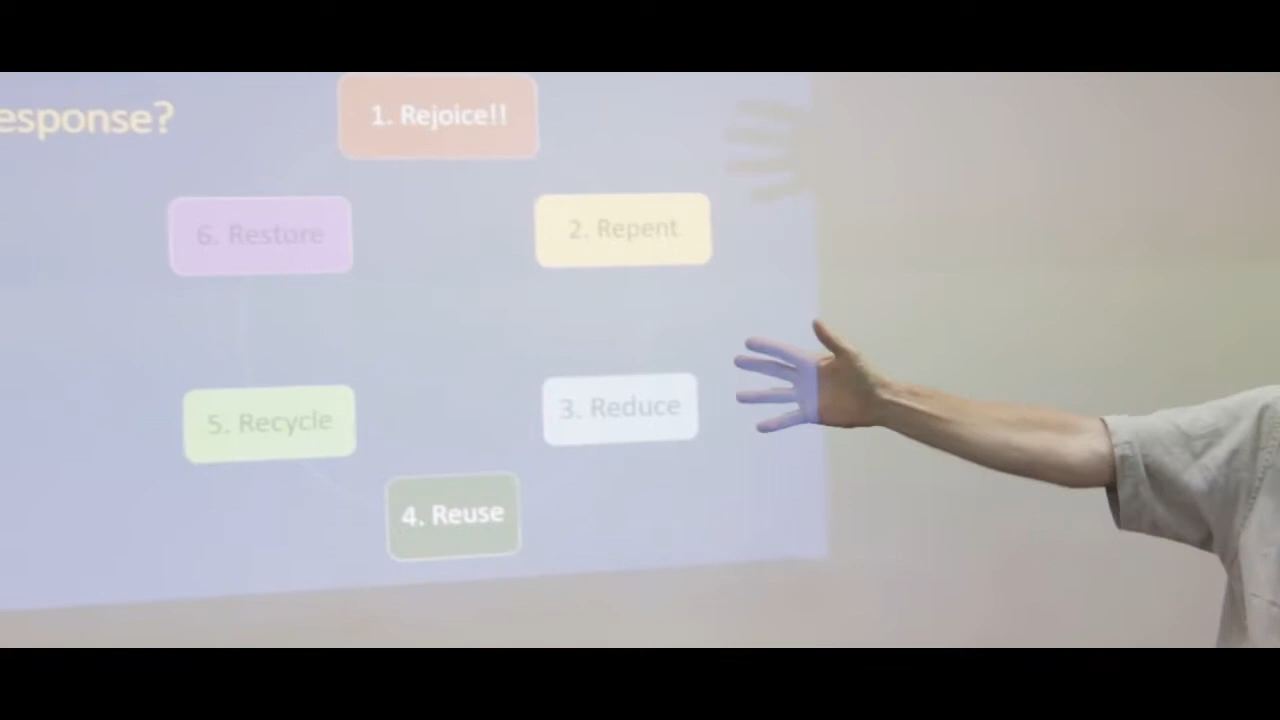 esponse?
1. Rejoice!!
2. Repent
3. Reduce
4. Reuse
5. Recycle
6. Restore